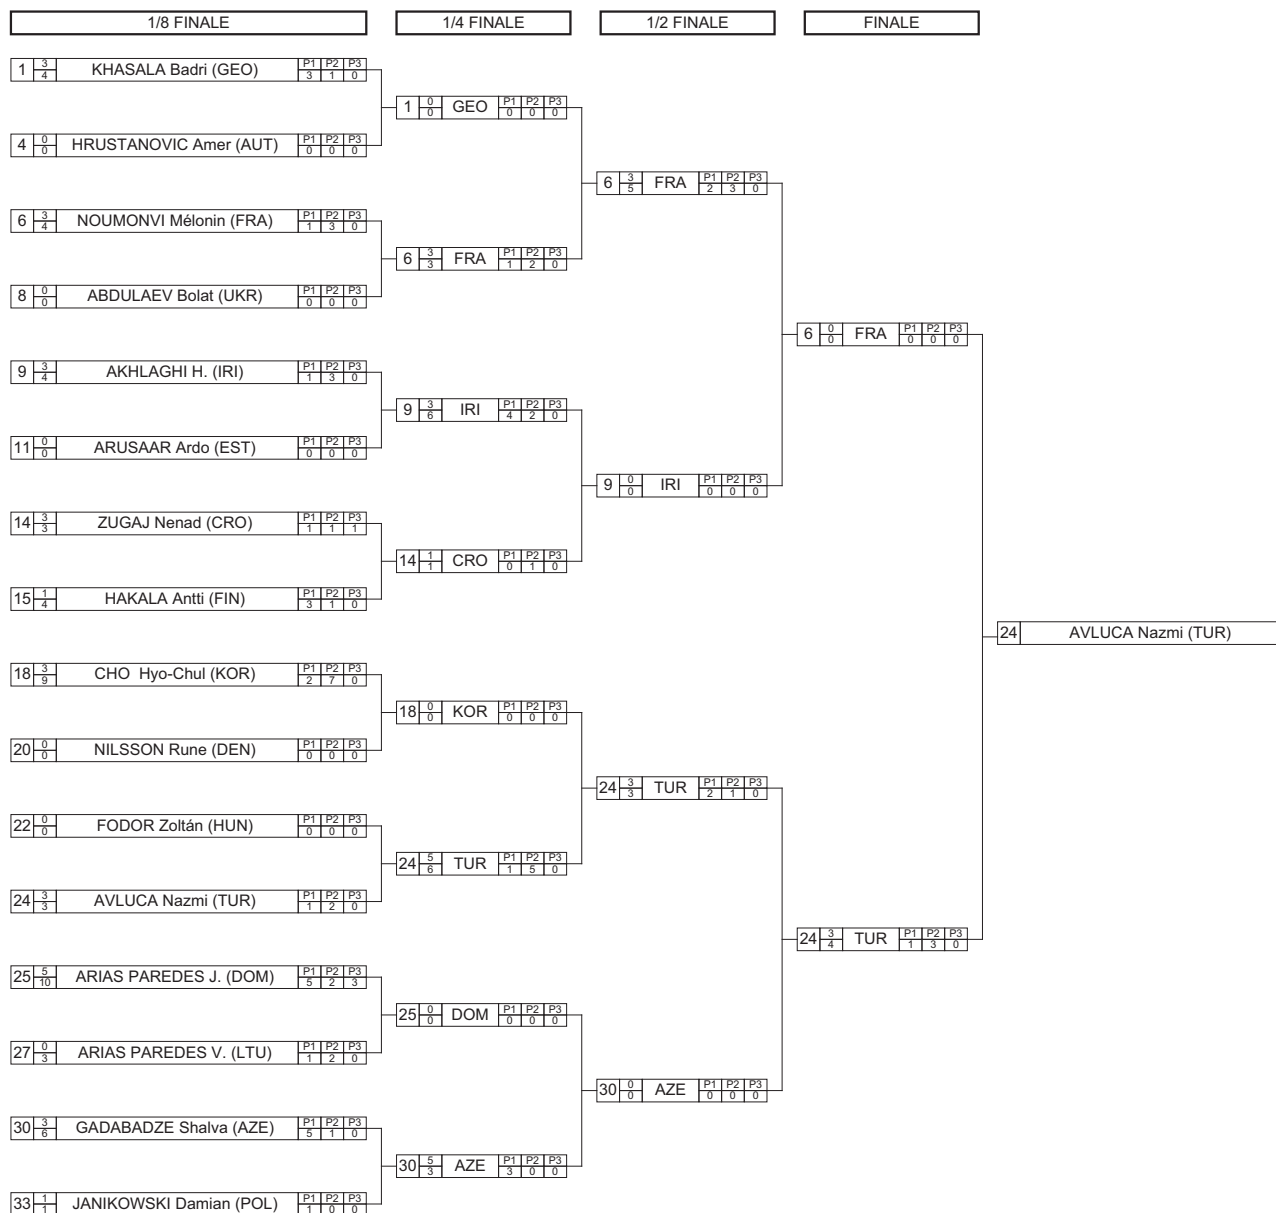 1/8 FINALE 1/4 FINALE 1/2 FINALE FINALE
1 3 4 KHASALA Badri (GEO) P1 P2 P3 3 1 0
1 0 0 GEO P1 P2 P3 0 0 0
4 0 0 HRUSTANOVIC Amer (AUT) P1 P2 P3 0 0 0
6 3 5 FRA P1 P2 P3 2 3 0
6 3 4 NOUMONVI Mélonin (FRA) P1 P2 P3 1 3 0
6 3 3 FRA P1 P2 P3 1 2 0
8 0 0 ABDULAEV Bolat (UKR) P1 P2 P3 0 0 0
6 0 0 FRA P1 P2 P3 0 0 0
9 3 4 AKHLAGHI H. (IRI) P1 P2 P3 1 3 0
9 3 6 IRI P1 P2 P3 4 2 0
11 0 0 ARUSAAR Ardo (EST) P1 P2 P3 0 0 0
9 0 0 IRI P1 P2 P3 0 0 0
14 3 3 ZUGAJ Nenad (CRO) P1 P2 P3 1 1 1
14 1 1 CRO P1 P2 P3 0 1 0
15 1 4 HAKALA Antti (FIN) P1 P2 P3 3 1 0
24 AVLUCA Nazmi (TUR)
18 3 9 CHO Hyo-Chul (KOR) P1 P2 P3 2 7 0
18 0 0 KOR P1 P2 P3 0 0 0
20 0 0 NILSSON Rune (DEN) P1 P2 P3 0 0 0
24 3 3 TUR P1 P2 P3 2 1 0
22 0 0 FODOR Zoltán (HUN) P1 P2 P3 0 0 0
24 5 6 TUR P1 P2 P3 1 5 0
24 3 3 AVLUCA Nazmi (TUR) P1 P2 P3 1 2 0
24 3 4 TUR P1 P2 P3 1 3 0
25 5 10 ARIAS PAREDES J. (DOM) P1 P2 P3 5 2 3
25 0 0 DOM P1 P2 P3 0 0 0
27 0 3 ARIAS PAREDES V. (LTU) P1 P2 P3 1 2 0
30 0 0 AZE P1 P2 P3 0 0 0
30 3 6 GADABADZE Shalva (AZE) P1 P2 P3 5 1 0
30 5 3 AZE P1 P2 P3 3 0 0
33 1 1 JANIKOWSKI Damian (POL) P1 P2 P3 1 0 0